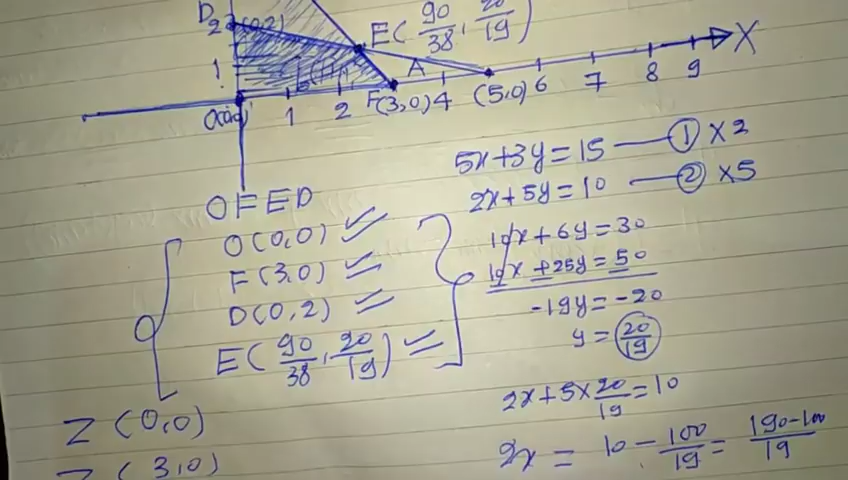 D
2 (0,2)
E( 90/38 , 20/19 )
1
A
X
1 2 F(3,0) 4 (5,0) 6 7 8 9
5x+3y=15 — ① ×2
2x+5y=10 — ② ×5
OFED
O(0,0)
F(3,0)
D(0,2)
E( 90/38 , 20/19 )
10x+6y=30
10x+25y=50
-19y=-20
y=20/19
2x+5×20/19=10
2x = 10-100/19 = 190-100/19
Z(0,0)
Z(3,0)